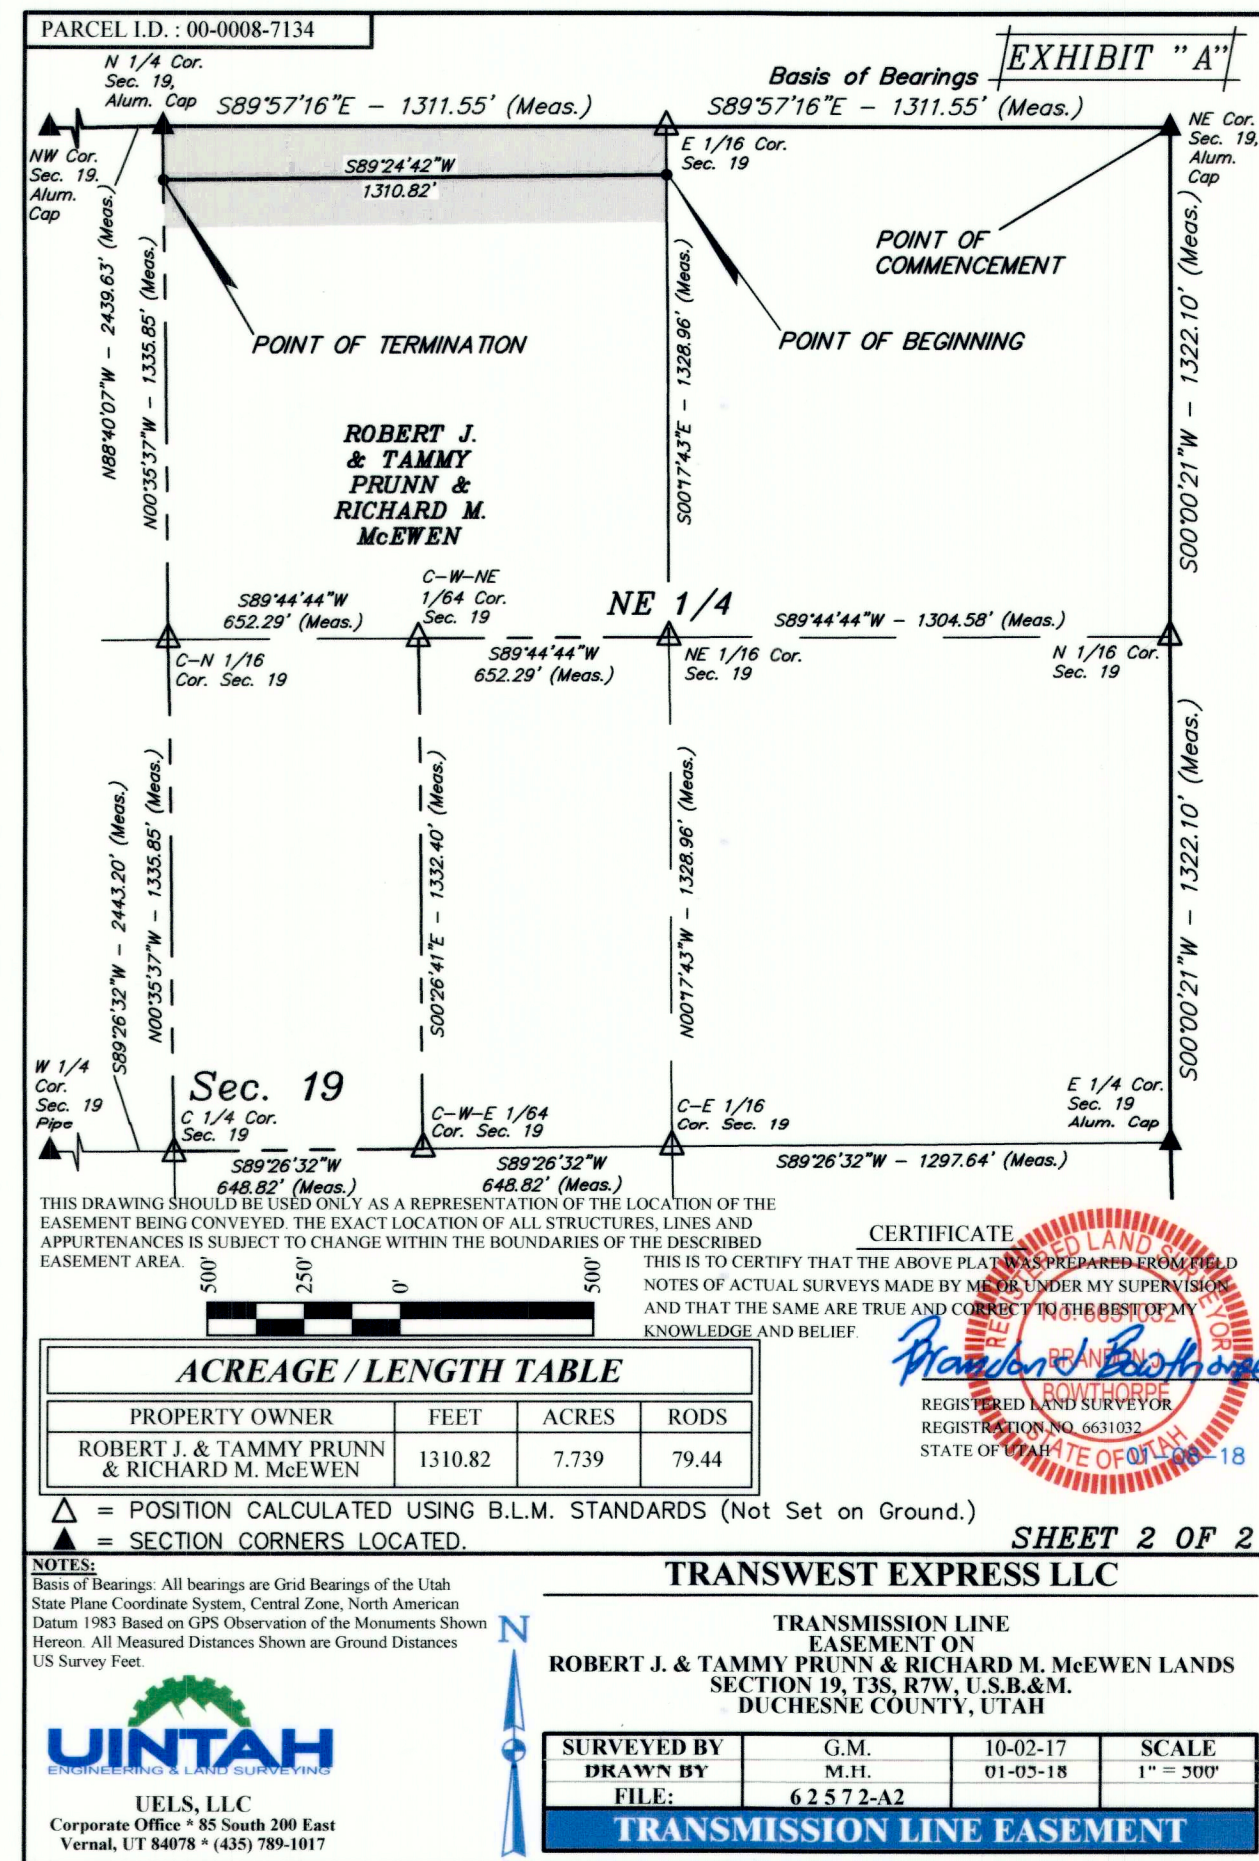 PARCEL I.D. : 00-0008-7134
EXHIBIT "A"
N 1/4 Cor.
Sec. 19,
Alum. Cap
Basis of Bearings
S89°57'16"E – 1311.55' (Meas.)
S89°57'16"E – 1311.55' (Meas.)
NE Cor.
Sec. 19,
Alum.
Cap
NW Cor.
Sec. 19.
Alum.
Cap
E 1/16 Cor.
Sec. 19
S89°24'42"W
1310.82'
POINT OF
COMMENCEMENT
POINT OF TERMINATION
POINT OF BEGINNING
N88°40'07"W – 2439.63' (Meas.)
N00°35'37"W – 1335.85' (Meas.)
S00°17'43"E – 1328.96' (Meas.)
S00°00'21"W – 1322.10' (Meas.)
ROBERT J.
& TAMMY
PRUNN &
RICHARD M.
McEWEN
C–W–NE
1/64 Cor.
Sec. 19
NE 1/4
S89°44'44"W
652.29' (Meas.)
S89°44'44"W – 1304.58' (Meas.)
C–N 1/16
Cor. Sec. 19
S89°44'44"W
652.29' (Meas.)
NE 1/16 Cor.
Sec. 19
N 1/16 Cor.
Sec. 19
S89°26'32"W – 2443.20' (Meas.)
N00°35'37"W – 1335.85' (Meas.)
S00°26'41"E – 1332.40' (Meas.)
N00°17'43"W – 1328.96' (Meas.)
S00°00'21"W – 1322.10' (Meas.)
W 1/4
Cor.
Sec. 19
Pipe
Sec. 19
C 1/4 Cor.
Sec. 19
C–W–E 1/64
Cor. Sec. 19
C–E 1/16
Cor. Sec. 19
E 1/4 Cor.
Sec. 19
Alum. Cap
S89°26'32"W
648.82' (Meas.)
S89°26'32"W
648.82' (Meas.)
S89°26'32"W – 1297.64' (Meas.)
THIS DRAWING SHOULD BE USED ONLY AS A REPRESENTATION OF THE LOCATION OF THE
EASEMENT BEING CONVEYED. THE EXACT LOCATION OF ALL STRUCTURES, LINES AND
APPURTENANCES IS SUBJECT TO CHANGE WITHIN THE BOUNDARIES OF THE DESCRIBED
EASEMENT AREA.
500' 250' 0' 500'
CERTIFICATE
THIS IS TO CERTIFY THAT THE ABOVE PLAT WAS PREPARED FROM FIELD
NOTES OF ACTUAL SURVEYS MADE BY ME OR UNDER MY SUPERVISION
AND THAT THE SAME ARE TRUE AND CORRECT TO THE BEST OF MY
KNOWLEDGE AND BELIEF.
REGISTERED LAND SURVEYOR
No. 6631032
BRANDON J.
BOWTHORPE
STATE OF UTAH
Brandon J Bowthorpe
REGISTERED LAND SURVEYOR
REGISTRATION NO. 6631032
STATE OF UTAH
01-08-18
ACREAGE / LENGTH TABLE
PROPERTY OWNER FEET ACRES RODS
ROBERT J. & TAMMY PRUNN
& RICHARD M. McEWEN
1310.82 7.739 79.44
△ = POSITION CALCULATED USING B.L.M. STANDARDS (Not Set on Ground.)
▲ = SECTION CORNERS LOCATED.
SHEET 2 OF 2
NOTES:
Basis of Bearings: All bearings are Grid Bearings of the Utah
State Plane Coordinate System, Central Zone, North American
Datum 1983 Based on GPS Observation of the Monuments Shown
Hereon. All Measured Distances Shown are Ground Distances
US Survey Feet.
UINTAH
ENGINEERING & LAND SURVEYING
UELS, LLC
Corporate Office * 85 South 200 East
Vernal, UT 84078 * (435) 789-1017
N
TRANSWEST EXPRESS LLC
TRANSMISSION LINE
EASEMENT ON
ROBERT J. & TAMMY PRUNN & RICHARD M. McEWEN LANDS
SECTION 19, T3S, R7W, U.S.B.&M.
DUCHESNE COUNTY, UTAH
SURVEYED BY G.M. 10-02-17 SCALE
DRAWN BY M.H. 01-05-18 1" = 500'
FILE: 6 2 5 7 2-A2
TRANSMISSION LINE EASEMENT